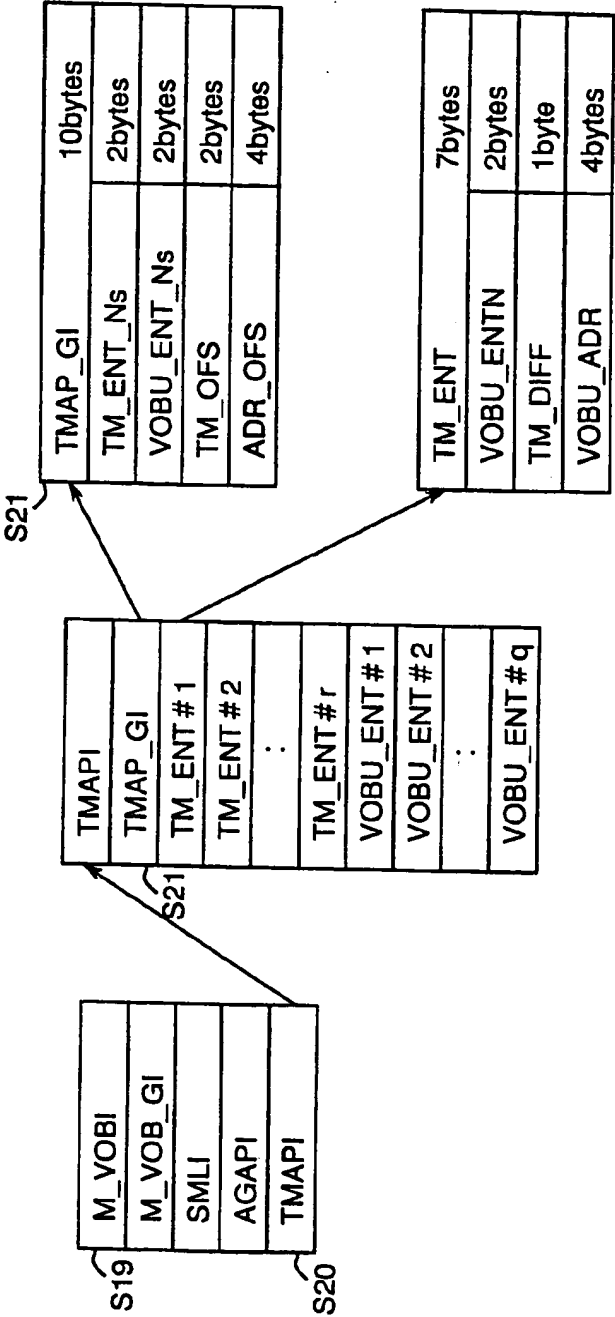 S19
M_VOBI
M_VOB_GI
SMLI
AGAPI
TMAPI
S20
TMAPI
TMAP_GI
S21
TM_ENT#1
TM_ENT#2
:
TM_ENT#r
VOBU_ENT#1
VOBU_ENT#2
:
VOBU_ENT#q
S21
TMAP_GI 10bytes
TM_ENT_Ns 2bytes
VOBU_ENT_Ns 2bytes
TM_OFS 2bytes
ADR_OFS 4bytes
TM_ENT 7bytes
VOBU_ENTN 2bytes
TM_DIFF 1byte
VOBU_ADR 4bytes